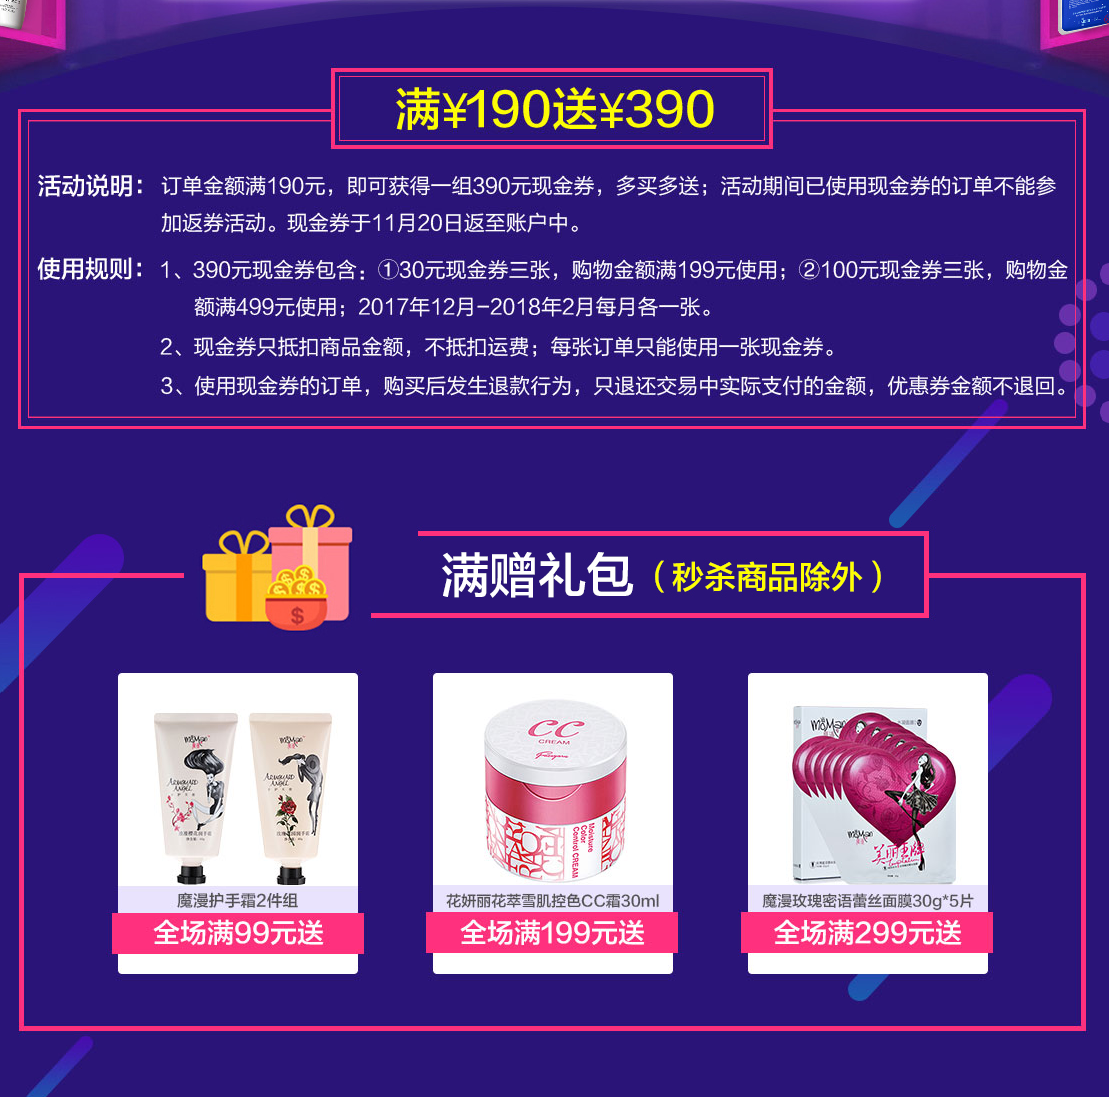 满¥190送¥390
活动说明：订单金额满190元，即可获得一组390元现金券，多买多送；活动期间已使用现金券的订单不能参
加返券活动。现金券于11月20日返至账户中。
使用规则：1、390元现金券包含：①30元现金券三张，购物金额满199元使用；②100元现金券三张，购物金
额满499元使用；2017年12月-2018年2月每月各一张。
2、现金券只抵扣商品金额，不抵扣运费；每张订单只能使用一张现金券。
3、使用现金券的订单，购买后发生退款行为，只退还交易中实际支付的金额，优惠券金额不退回。
满赠礼包（秒杀商品除外）
CC
CREAM
Moisture
Color
Control CREAM
美丽惠牌
魔漫护手霜2件组
全场满99元送
花妍丽花萃雪肌控色CC霜30ml
全场满199元送
魔漫玫瑰密语蕾丝面膜30g*5片
全场满299元送